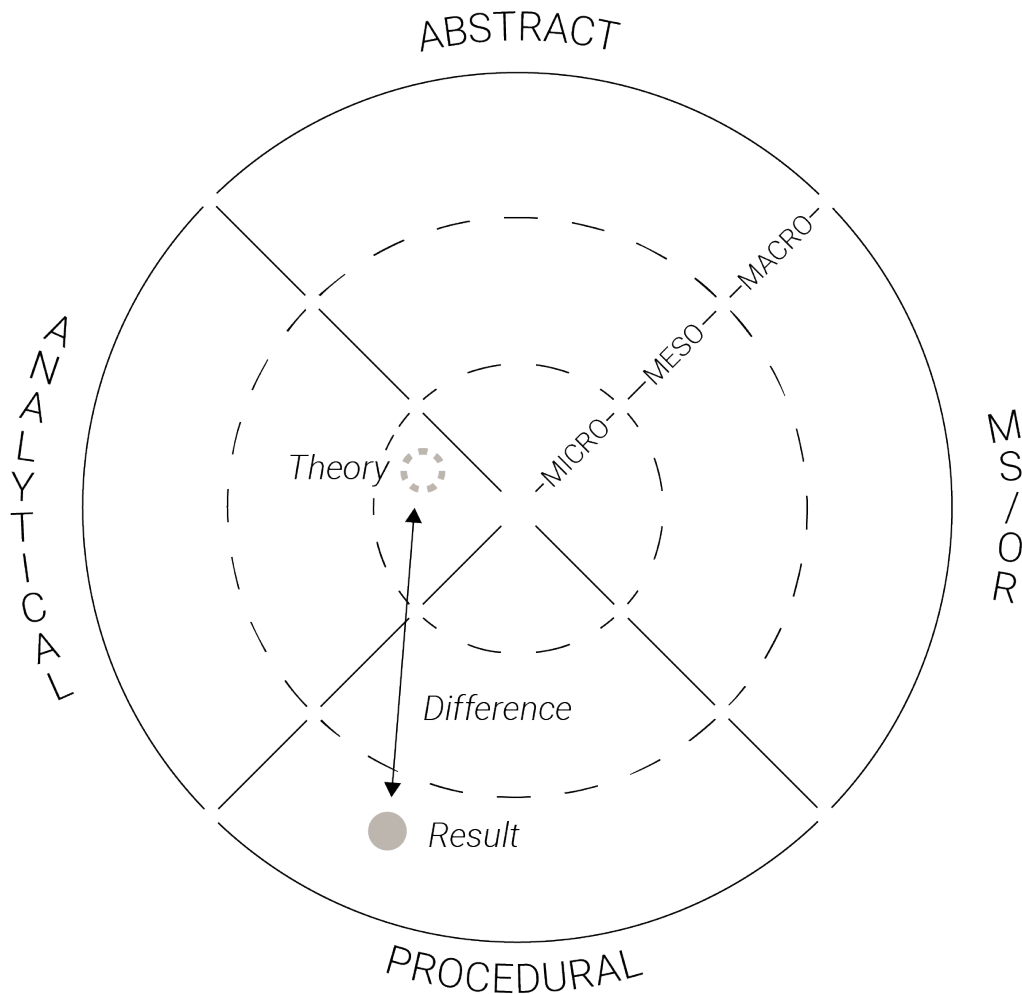 ABSTRACT
MACRO
MESO
MICRO
ANALYTICAL
MS/OR
Theory
Difference
Result
PROCEDURAL